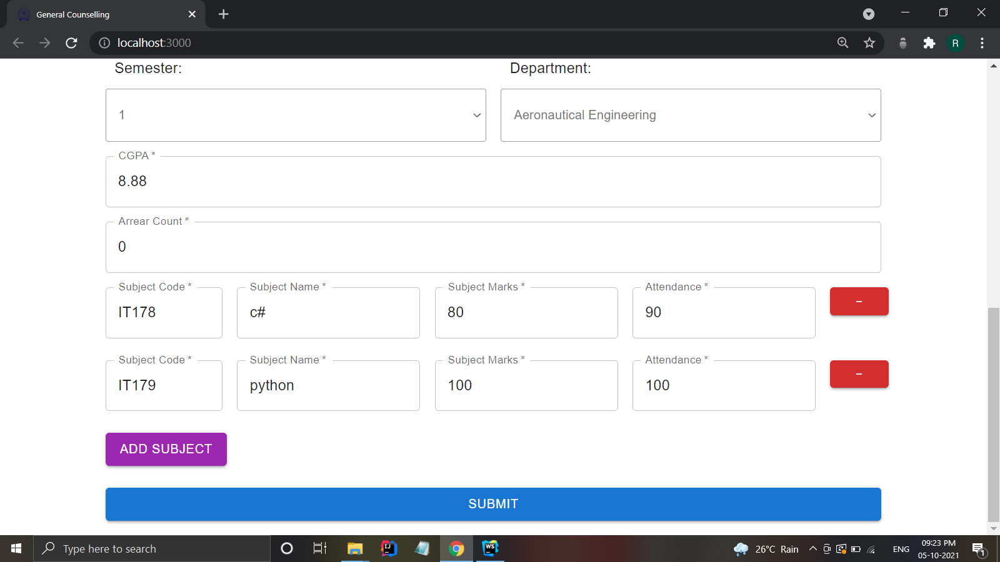 General Counselling
localhost:3000
R
Semester:
Department:
1
Aeronautical Engineering
CGPA *
8.88
Arrear Count *
0
Subject Code * Subject Name * Subject Marks * Attendance *
IT178 c# 80 90 -
Subject Code * Subject Name * Subject Marks * Attendance *
IT179 python 100 100 -
ADD SUBJECT
SUBMIT
Type here to search
IJ
WS
26°C Rain
ENG
09:23 PM
05-10-2021
1